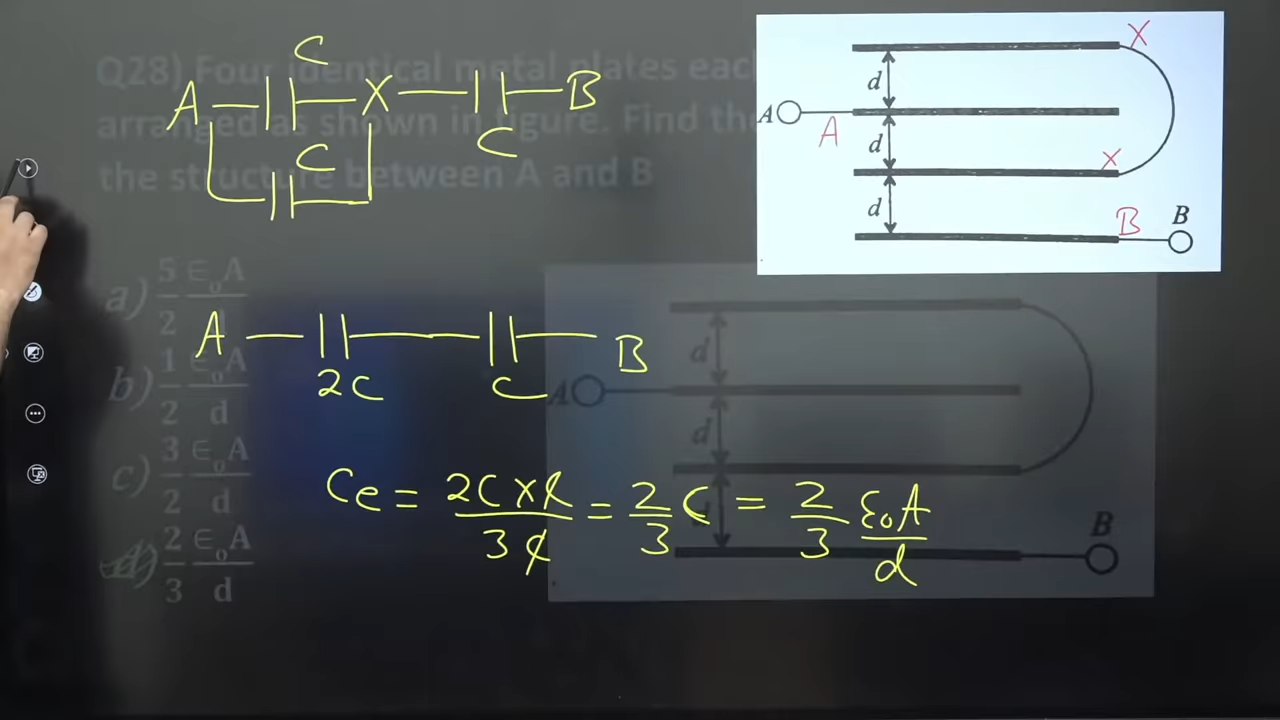 Q28) Four identical metal plates each
arranged as shown in figure. Find the
the structure between A and B
a) 5/2 ∈₀A/d
b) 1/2 ∈₀A/d
c) 3/2 ∈₀A/d
d) 2/3 ∈₀A/d
C
A X B
C C
A B
2C C
Ce = 2C×C/3C = 2/3 C = 2/3 ε₀A/d
X
d
A A
d
X
d
B B
d
A
d
d
B